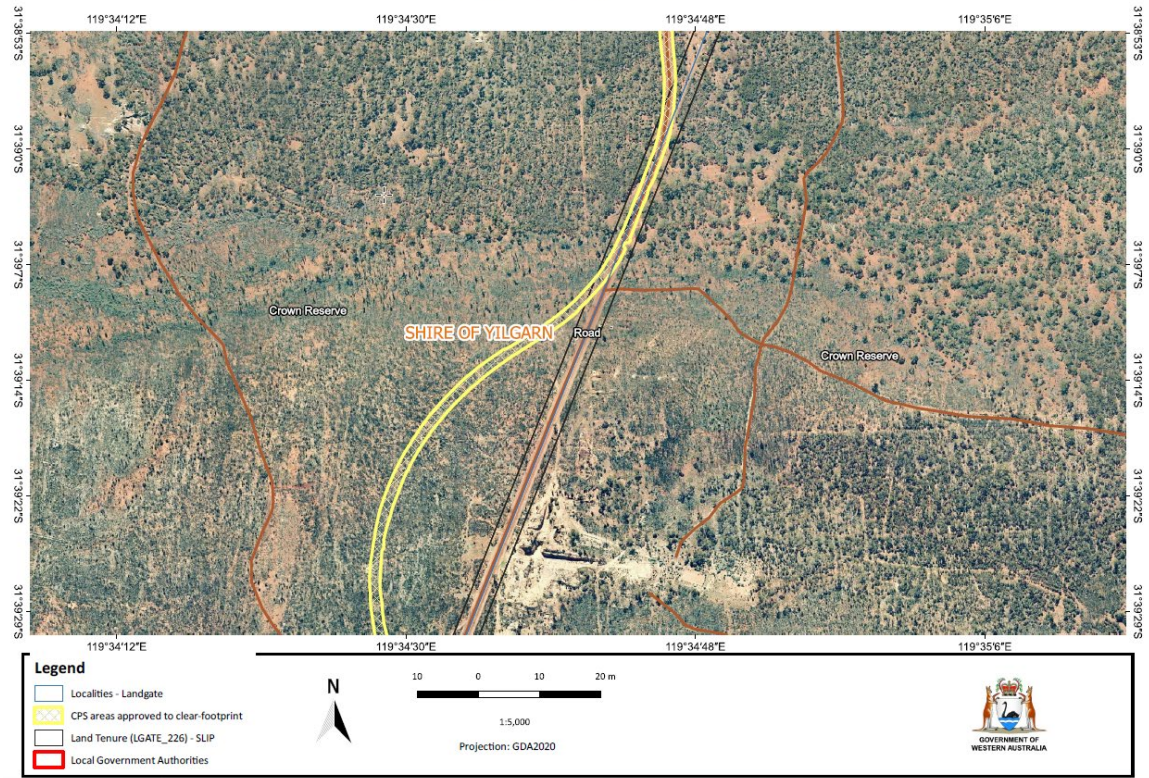 119°34'12"E 119°34'30"E 119°34'48"E 119°35'6"E
31°38'53"S 31°38'53"S
31°39'0"S 31°39'0"S
31°39'7"S 31°39'7"S
Crown Reserve
SHIRE OF YILGARN
Road
Crown Reserve
31°39'14"S 31°39'14"S
31°39'22"S 31°39'22"S
31°39'29"S 31°39'29"S
119°34'12"E 119°34'30"E 119°34'48"E 119°35'6"E
Legend
Localities - Landgate
CPS areas approved to clear-footprint
Land Tenure (LGATE_226) - SLIP
Local Government Authorities
N
10 0 10 20 m
1:5,000
Projection: GDA2020
GOVERNMENT OF
WESTERN AUSTRALIA